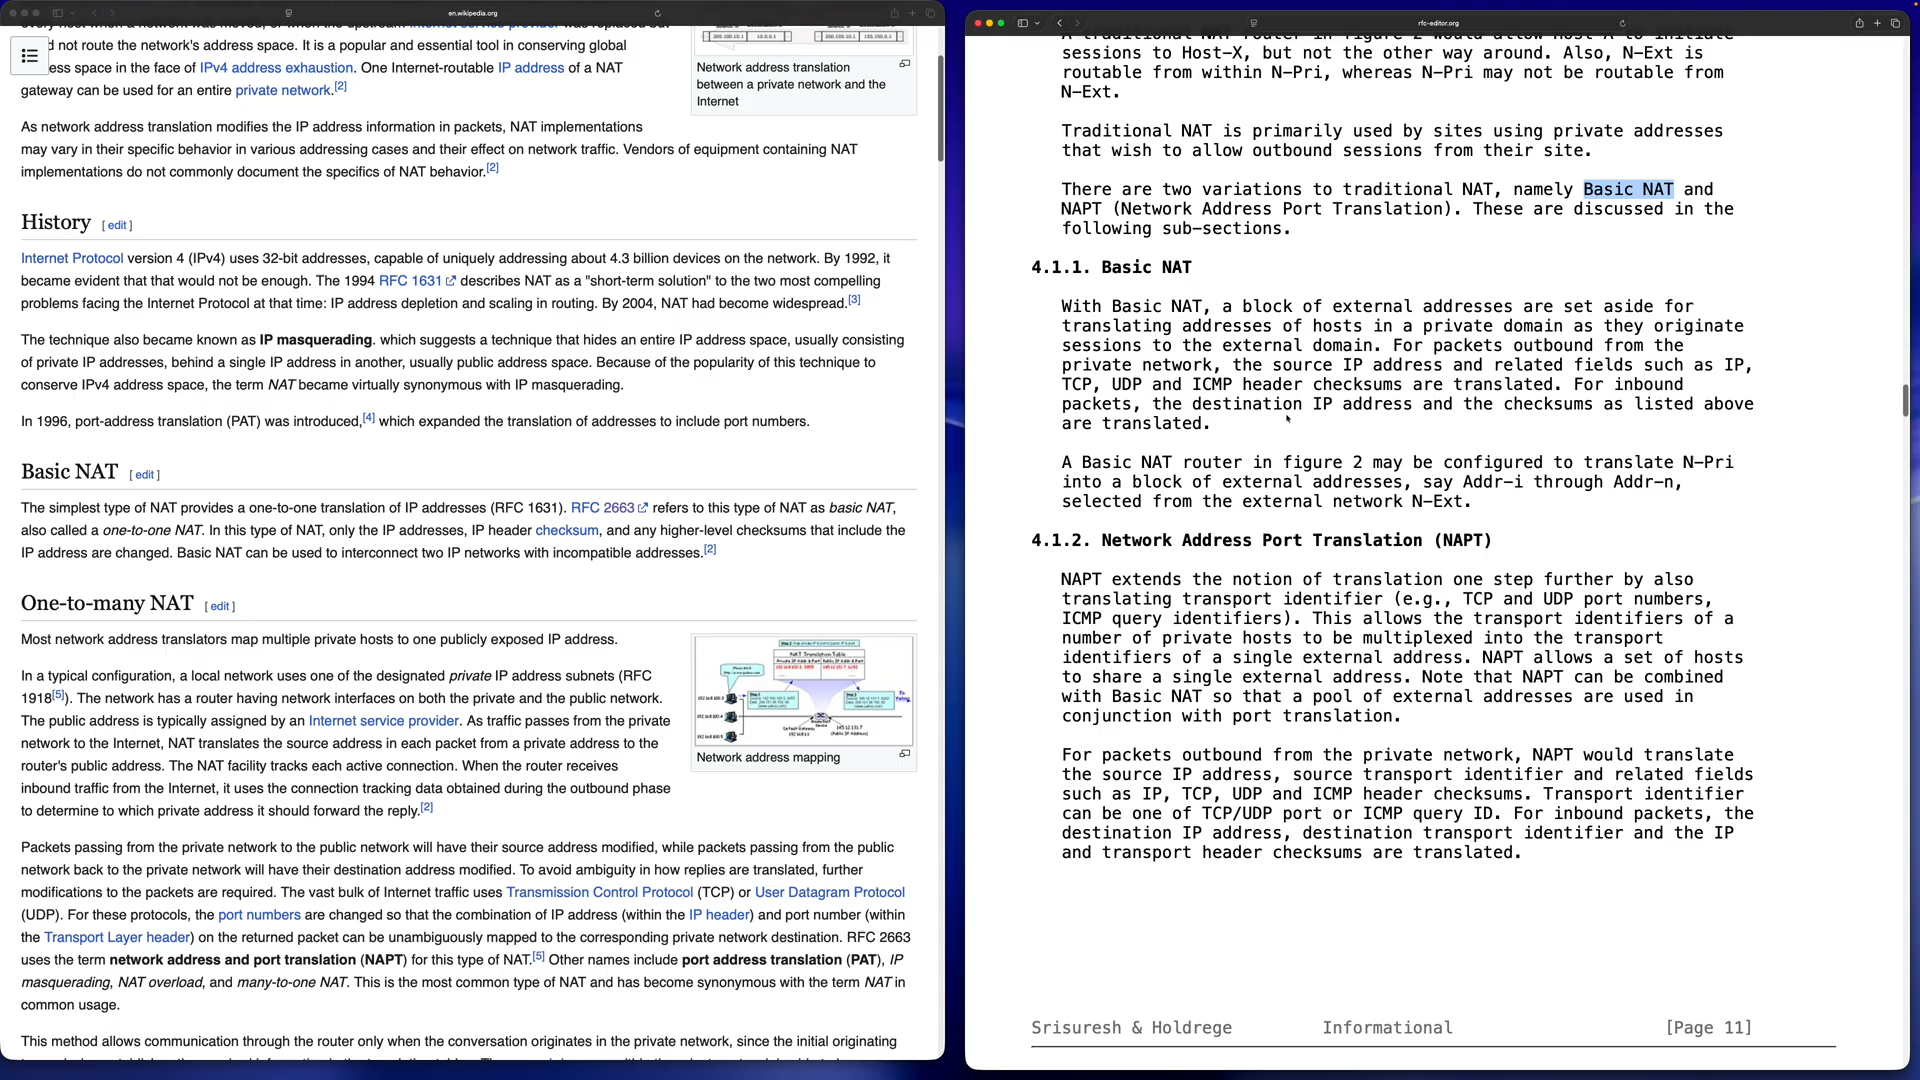 en.wikipedia.org
not route the network's address space. It is a popular and essential tool in conserving global
ess space in the face of IPv4 address exhaustion. One Internet-routable IP address of a NAT
gateway can be used for an entire private network.[2]
Network address translation
between a private network and the
Internet
As network address translation modifies the IP address information in packets, NAT implementations
may vary in their specific behavior in various addressing cases and their effect on network traffic. Vendors of equipment containing NAT
implementations do not commonly document the specifics of NAT behavior.[2]
History [ edit ]
Internet Protocol version 4 (IPv4) uses 32-bit addresses, capable of uniquely addressing about 4.3 billion devices on the network. By 1992, it
became evident that that would not be enough. The 1994 RFC 1631 describes NAT as a "short-term solution" to the two most compelling
problems facing the Internet Protocol at that time: IP address depletion and scaling in routing. By 2004, NAT had become widespread.[3]
The technique also became known as IP masquerading. which suggests a technique that hides an entire IP address space, usually consisting
of private IP addresses, behind a single IP address in another, usually public address space. Because of the popularity of this technique to
conserve IPv4 address space, the term NAT became virtually synonymous with IP masquerading.
In 1996, port-address translation (PAT) was introduced,[4] which expanded the translation of addresses to include port numbers.
Basic NAT [ edit ]
The simplest type of NAT provides a one-to-one translation of IP addresses (RFC 1631). RFC 2663 refers to this type of NAT as basic NAT,
also called a one-to-one NAT. In this type of NAT, only the IP addresses, IP header checksum, and any higher-level checksums that include the
IP address are changed. Basic NAT can be used to interconnect two IP networks with incompatible addresses.[2]
One-to-many NAT [ edit ]
Most network address translators map multiple private hosts to one publicly exposed IP address.
In a typical configuration, a local network uses one of the designated private IP address subnets (RFC
1918[5]). The network has a router having network interfaces on both the private and the public network.
The public address is typically assigned by an Internet service provider. As traffic passes from the private
network to the Internet, NAT translates the source address in each packet from a private address to the
router's public address. The NAT facility tracks each active connection. When the router receives
inbound traffic from the Internet, it uses the connection tracking data obtained during the outbound phase
to determine to which private address it should forward the reply.[2]
NAT Translation Table
Network address mapping
Packets passing from the private network to the public network will have their source address modified, while packets passing from the public
network back to the private network will have their destination address modified. To avoid ambiguity in how replies are translated, further
modifications to the packets are required. The vast bulk of Internet traffic uses Transmission Control Protocol (TCP) or User Datagram Protocol
(UDP). For these protocols, the port numbers are changed so that the combination of IP address (within the IP header) and port number (within
the Transport Layer header) on the returned packet can be unambiguously mapped to the corresponding private network destination. RFC 2663
uses the term network address and port translation (NAPT) for this type of NAT.[5] Other names include port address translation (PAT), IP
masquerading, NAT overload, and many-to-one NAT. This is the most common type of NAT and has become synonymous with the term NAT in
common usage.
This method allows communication through the router only when the conversation originates in the private network, since the initial originating
rfc-editor.org
sessions to Host-X, but not the other way around. Also, N-Ext is
routable from within N-Pri, whereas N-Pri may not be routable from
N-Ext.
Traditional NAT is primarily used by sites using private addresses
that wish to allow outbound sessions from their site.
There are two variations to traditional NAT, namely Basic NAT and
NAPT (Network Address Port Translation). These are discussed in the
following sub-sections.
4.1.1. Basic NAT
With Basic NAT, a block of external addresses are set aside for
translating addresses of hosts in a private domain as they originate
sessions to the external domain. For packets outbound from the
private network, the source IP address and related fields such as IP,
TCP, UDP and ICMP header checksums are translated. For inbound
packets, the destination IP address and the checksums as listed above
are translated.
A Basic NAT router in figure 2 may be configured to translate N-Pri
into a block of external addresses, say Addr-i through Addr-n,
selected from the external network N-Ext.
4.1.2. Network Address Port Translation (NAPT)
NAPT extends the notion of translation one step further by also
translating transport identifier (e.g., TCP and UDP port numbers,
ICMP query identifiers). This allows the transport identifiers of a
number of private hosts to be multiplexed into the transport
identifiers of a single external address. NAPT allows a set of hosts
to share a single external address. Note that NAPT can be combined
with Basic NAT so that a pool of external addresses are used in
conjunction with port translation.
For packets outbound from the private network, NAPT would translate
the source IP address, source transport identifier and related fields
such as IP, TCP, UDP and ICMP header checksums. Transport identifier
can be one of TCP/UDP port or ICMP query ID. For inbound packets, the
destination IP address, destination transport identifier and the IP
and transport header checksums are translated.
Srisuresh & Holdrege Informational [Page 11]